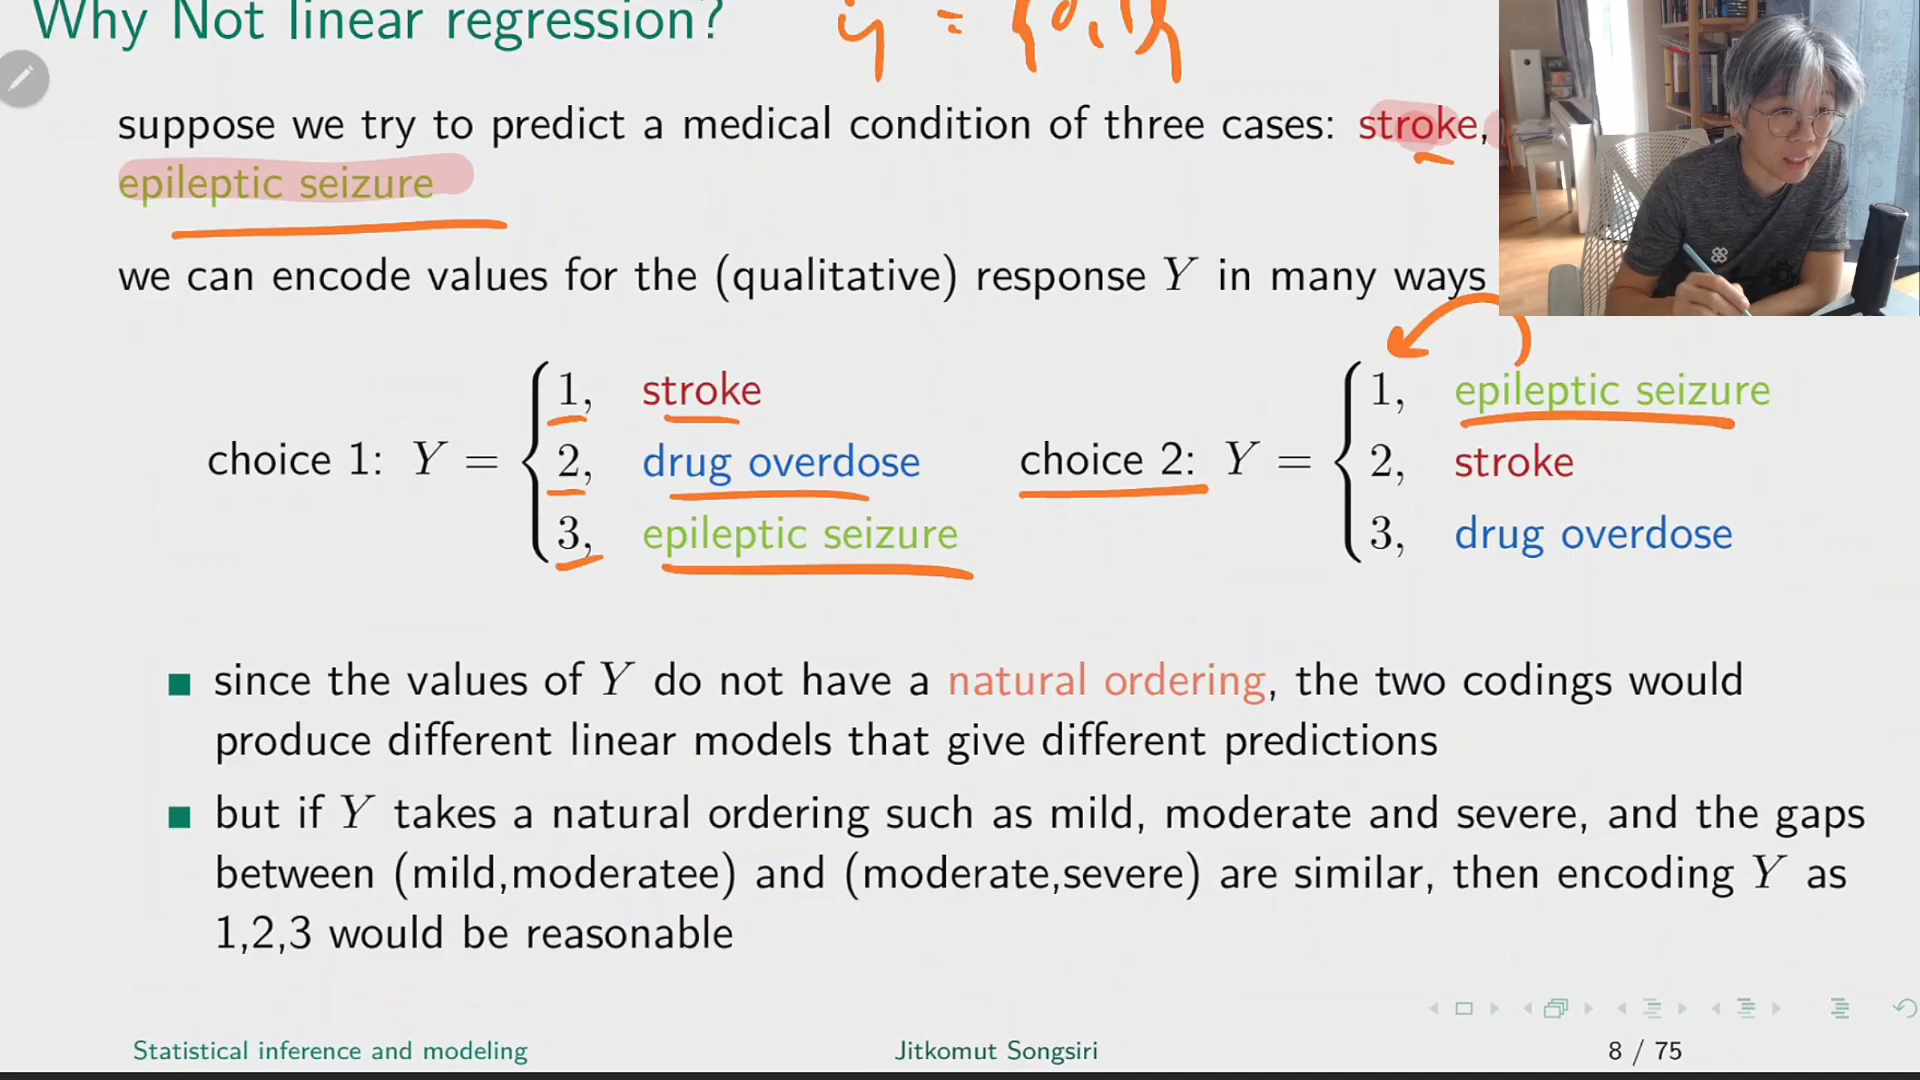 Why Not linear regression?
y = {0,1}
suppose we try to predict a medical condition of three cases: stroke,
epileptic seizure
we can encode values for the (qualitative) response Y in many ways
choice 1: Y = { 1, stroke
2, drug overdose
3, epileptic seizure
choice 2: Y = { 1, epileptic seizure
2, stroke
3, drug overdose
■ since the values of Y do not have a natural ordering, the two codings would
produce different linear models that give different predictions
■ but if Y takes a natural ordering such as mild, moderate and severe, and the gaps
between (mild,moderatee) and (moderate,severe) are similar, then encoding Y as
1,2,3 would be reasonable
Statistical inference and modeling
Jitkomut Songsiri
8 / 75